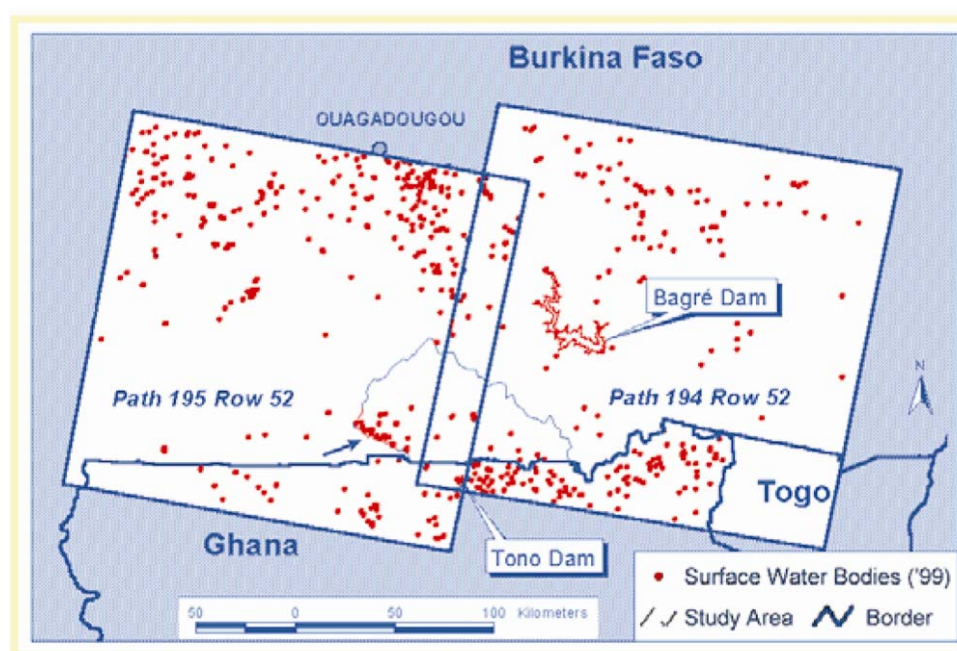 Burkina Faso
OUAGADOUGOU
Bagré Dam
Path 195 Row 52
Path 194 Row 52
N
Togo
Ghana
Tono Dam
Surface Water Bodies ('99)
Study Area
Border
50 0 50 100 Kilometers